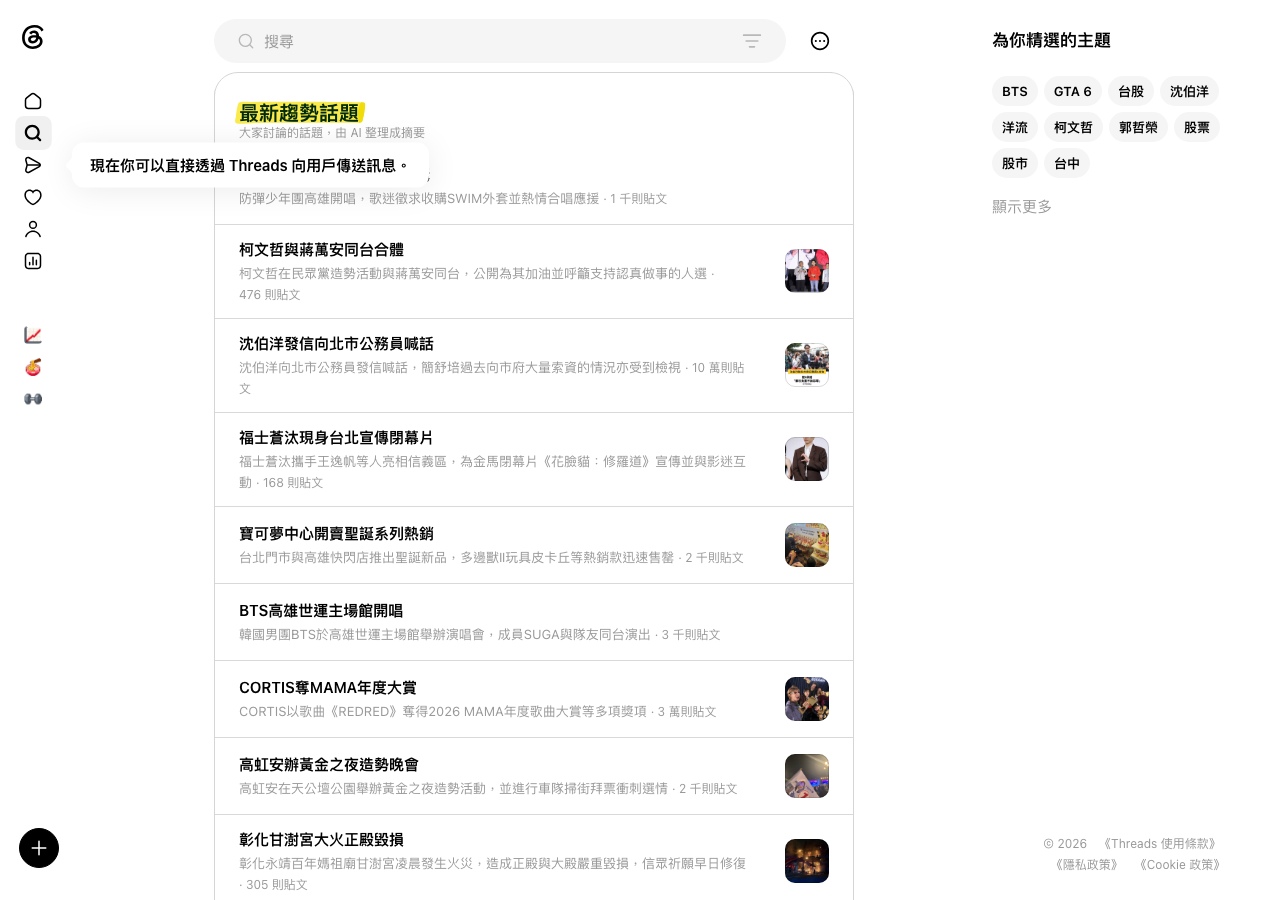 搜尋
最新趨勢話題
大家討論的話題，由 AI 整理成摘要
現在你可以直接透過 Threads 向用戶傳送訊息。
防彈少年團高雄開唱，歌迷徵求收購SWIM外套並熱情合唱應援 · 1 千則貼文
柯文哲與蔣萬安同台合體
柯文哲在民眾黨造勢活動與蔣萬安同台，公開為其加油並呼籲支持認真做事的人選 ·
476 則貼文
沈伯洋發信向北市公務員喊話
沈伯洋向北市公務員發信喊話，簡舒培過去向市府大量索資的情況亦受到檢視 · 10 萬則貼
文
福士蒼汰現身台北宣傳閉幕片
福士蒼汰攜手王逸帆等人亮相信義區，為金馬閉幕片《花臉貓：修羅道》宣傳並與影迷互
動 · 168 則貼文
寶可夢中心開賣聖誕系列熱銷
台北門市與高雄快閃店推出聖誕新品，多邊獸II玩具皮卡丘等熱銷款迅速售罄 · 2 千則貼文
BTS高雄世運主場館開唱
韓國男團BTS於高雄世運主場館舉辦演唱會，成員SUGA與隊友同台演出 · 3 千則貼文
CORTIS奪MAMA年度大賞
CORTIS以歌曲《REDRED》奪得2026 MAMA年度歌曲大賞等多項獎項 · 3 萬則貼文
高虹安辦黃金之夜造勢晚會
高虹安在天公壇公園舉辦黃金之夜造勢活動，並進行車隊掃街拜票衝刺選情 · 2 千則貼文
彰化甘澍宮大火正殿毀損
彰化永靖百年媽祖廟甘澍宮凌晨發生火災，造成正殿與大殿嚴重毀損，信眾祈願早日修復
· 305 則貼文
為你精選的主題
BTS
GTA 6
台股
沈伯洋
洋流
柯文哲
郭哲榮
股票
股市
台中
顯示更多
© 2026 《Threads 使用條款》
《隱私政策》 《Cookie 政策》